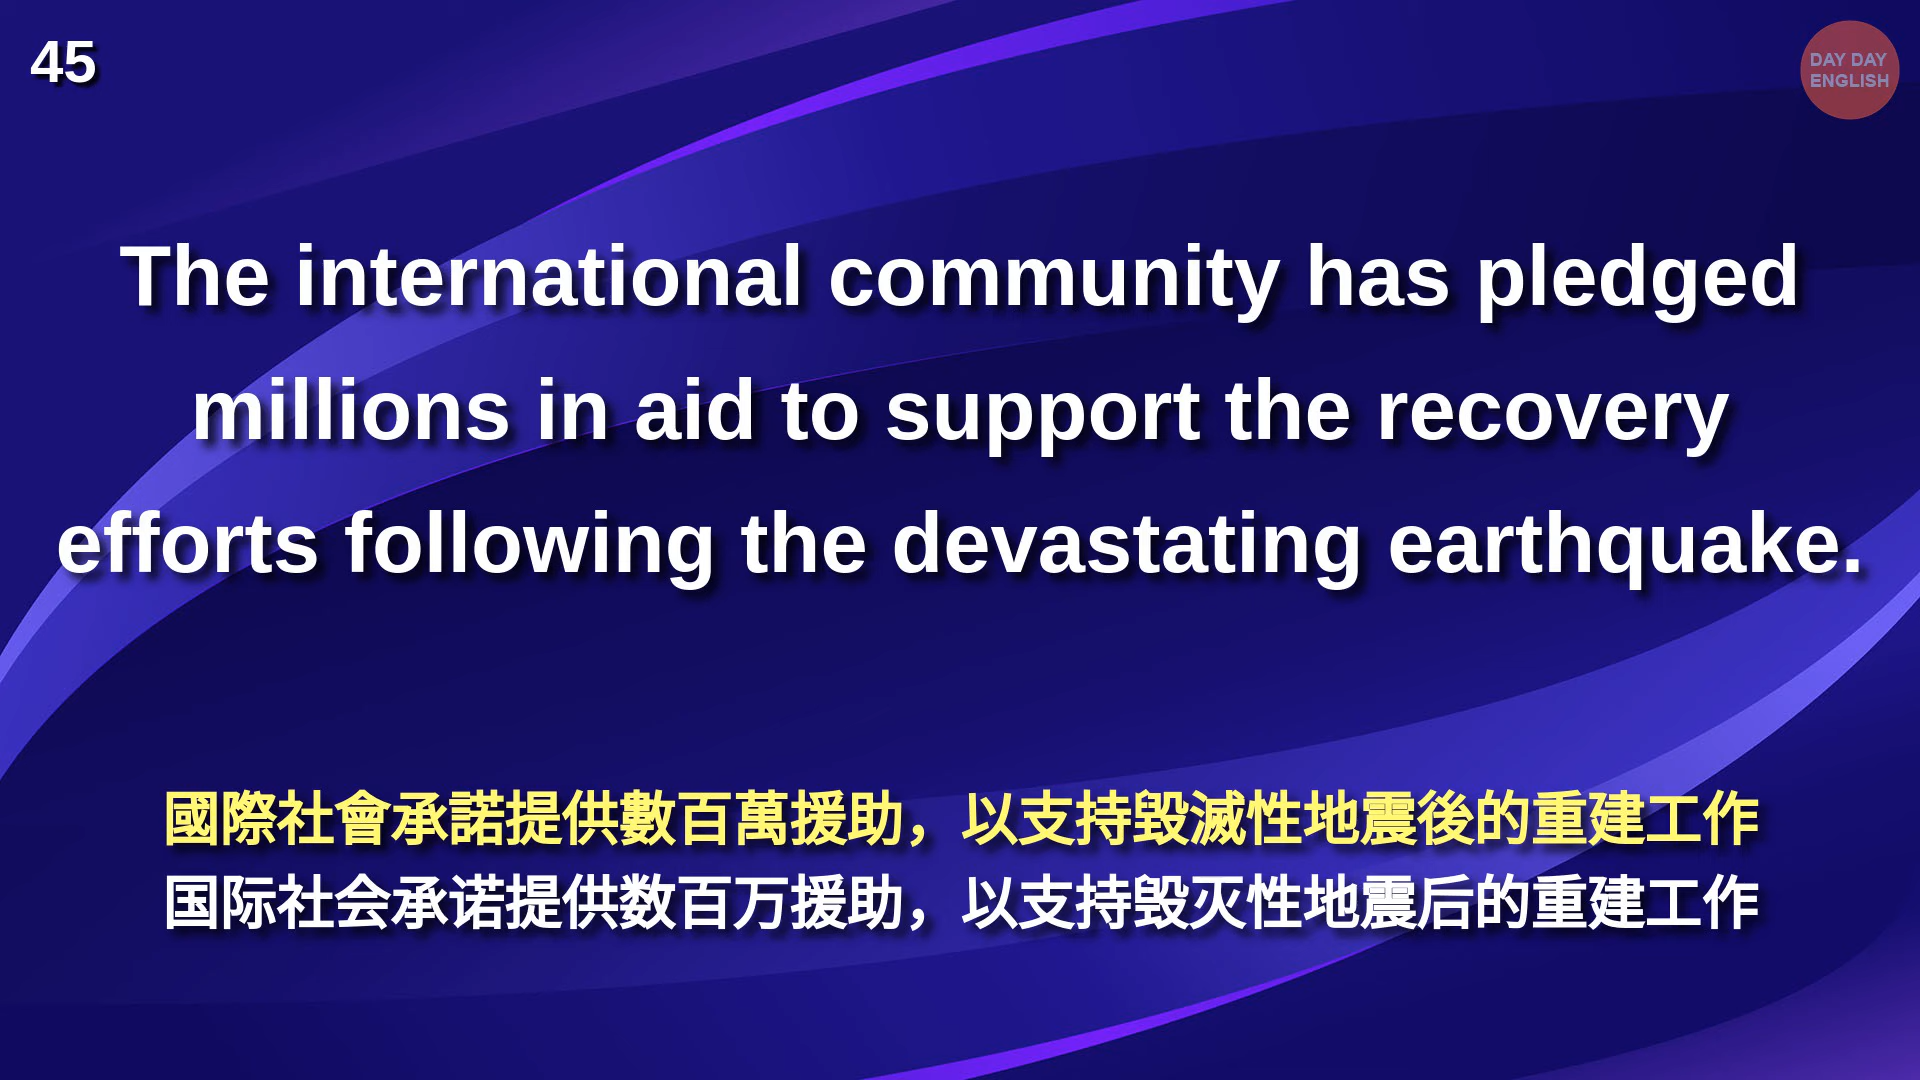 45
DAY DAY
ENGLISH
The international community has pledged
millions in aid to support the recovery
efforts following the devastating earthquake.
國際社會承諾提供數百萬援助，以支持毀滅性地震後的重建工作
国际社会承诺提供数百万援助，以支持毁灭性地震后的重建工作